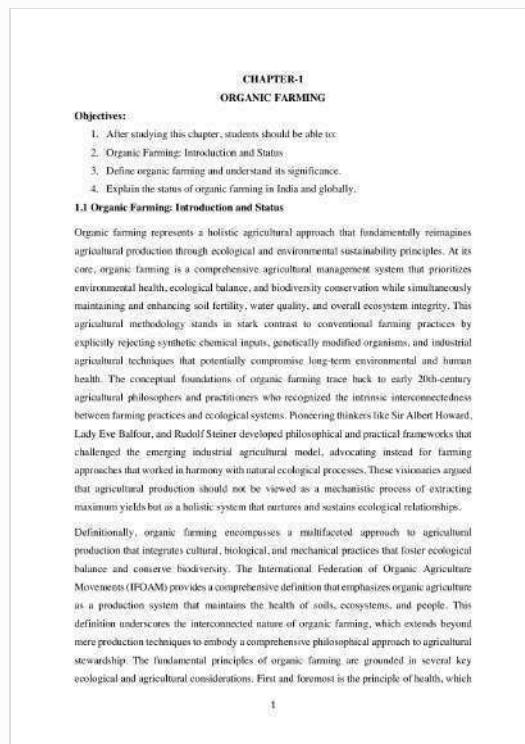 CHAPTER-1
ORGANIC FARMING
Objectives:
1. After studying this chapter, students should be able to:
2. Organic Farming: Introduction and Status
3. Define organic farming and understand its significance.
4. Explain the status of organic farming in India and globally.
1.1 Organic Farming: Introduction and Status
Organic farming represents a holistic agricultural approach that fundamentally reimagines
agricultural production through ecological and environmental sustainability principles. At its
core, organic farming is a comprehensive agricultural management system that prioritizes
environmental health, ecological balance, and biodiversity conservation while simultaneously
maintaining and enhancing soil fertility, water quality, and overall ecosystem integrity. This
agricultural methodology stands in stark contrast to conventional farming practices by
explicitly rejecting synthetic chemical inputs, genetically modified organisms, and industrial
agricultural techniques that potentially compromise long-term environmental and human
health. The conceptual foundations of organic farming trace back to early 20th-century
agricultural philosophers and practitioners who recognized the intrinsic interconnectedness
between farming practices and ecological systems. Pioneering thinkers like Sir Albert Howard,
Lady Eve Balfour, and Rudolf Steiner developed philosophical and practical frameworks that
challenged the emerging industrial agricultural model, advocating instead for farming
approaches that worked in harmony with natural ecological processes. These visionaries argued
that agricultural production should not be viewed as a mechanistic process of extracting
maximum yields but as a holistic system that nurtures and sustains ecological relationships.
Definitionally, organic farming encompasses a multifaceted approach to agricultural
production that integrates cultural, biological, and mechanical practices that foster ecological
balance and conserve biodiversity. The International Federation of Organic Agriculture
Movements (IFOAM) provides a comprehensive definition that emphasizes organic agriculture
as a production system that maintains the health of soils, ecosystems, and people. This
definition underscores the interconnected nature of organic farming, which extends beyond
mere production techniques to embody a comprehensive philosophical approach to agricultural
stewardship. The fundamental principles of organic farming are grounded in several key
ecological and agricultural considerations. First and foremost is the principle of health, which
1